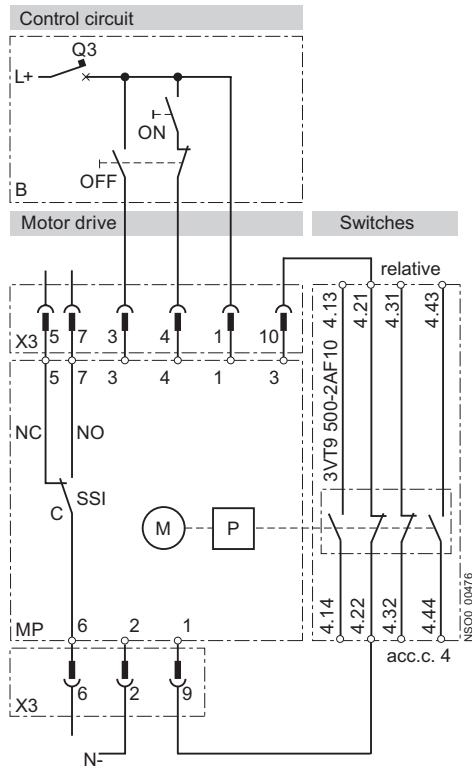 Control circuit
Q3
L+
ON
OFF
B
Motor drive
Switches
relative
4.13
4.21
4.31
4.43
X3 5 7 3 4 1 10
5 7 3 4 1 3
3VT9 500-2AF10
NC NO
C SSI
M P
4.14
4.22
4.32
4.44
MP 6 2 1
acc.c. 4
X3 6 2 9
N-
NSO0_00476